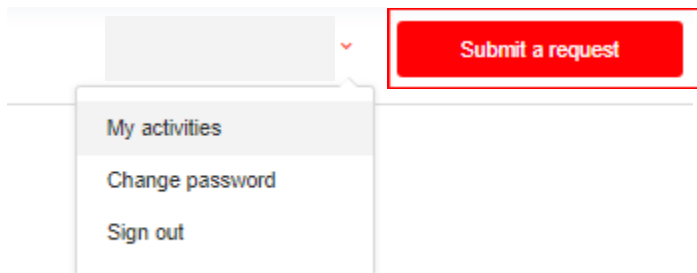 Submit a request
My activities
Change password
Sign out